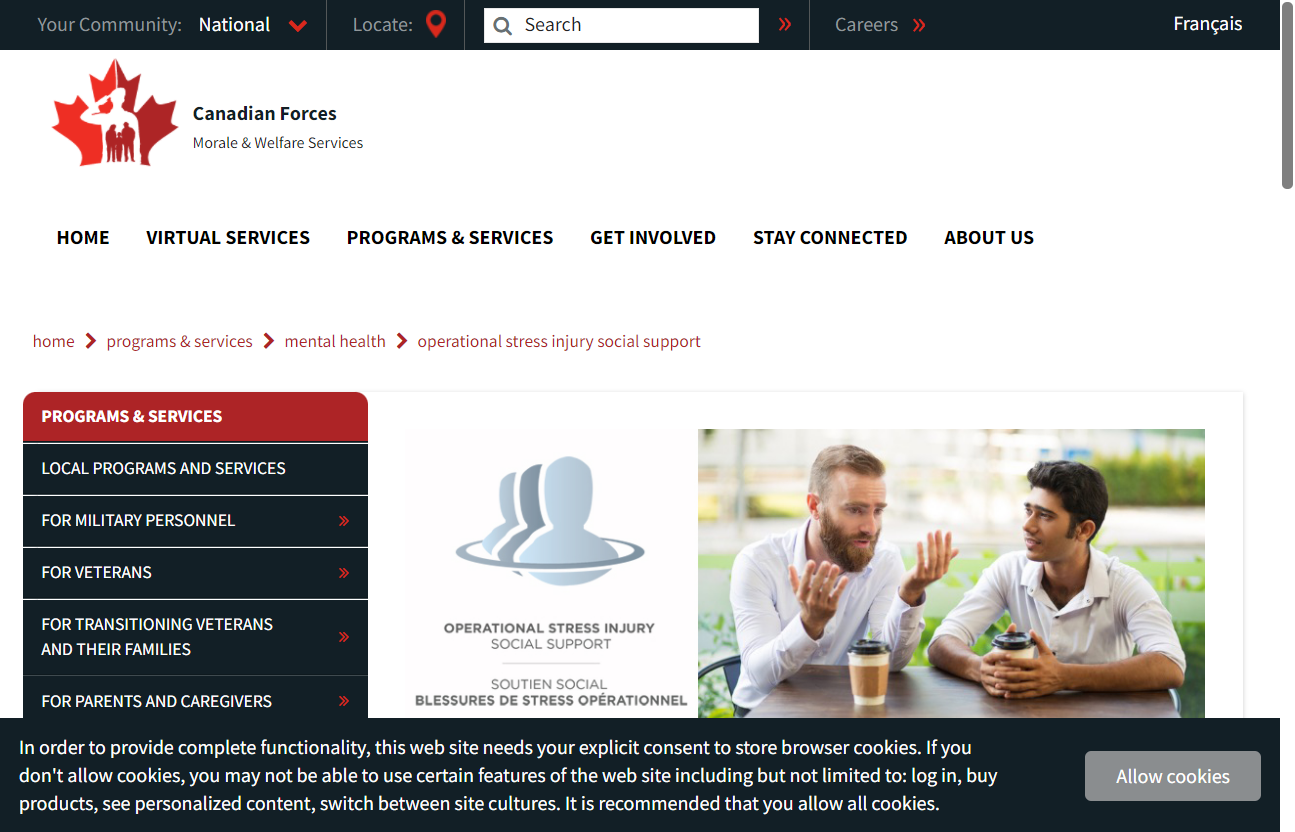 Your Community: National
Locate:
Search
Careers
Français
Canadian Forces
Morale & Welfare Services
HOME VIRTUAL SERVICES PROGRAMS & SERVICES GET INVOLVED STAY CONNECTED ABOUT US
home programs & services mental health operational stress injury social support
PROGRAMS & SERVICES
LOCAL PROGRAMS AND SERVICES
FOR MILITARY PERSONNEL
FOR VETERANS
FOR TRANSITIONING VETERANS
AND THEIR FAMILIES
FOR PARENTS AND CAREGIVERS
OPERATIONAL STRESS INJURY
SOCIAL SUPPORT
SOUTIEN SOCIAL
BLESSURES DE STRESS OPÉRATIONNEL
In order to provide complete functionality, this web site needs your explicit consent to store browser cookies. If you
don't allow cookies, you may not be able to use certain features of the web site including but not limited to: log in, buy
products, see personalized content, switch between site cultures. It is recommended that you allow all cookies.
Allow cookies